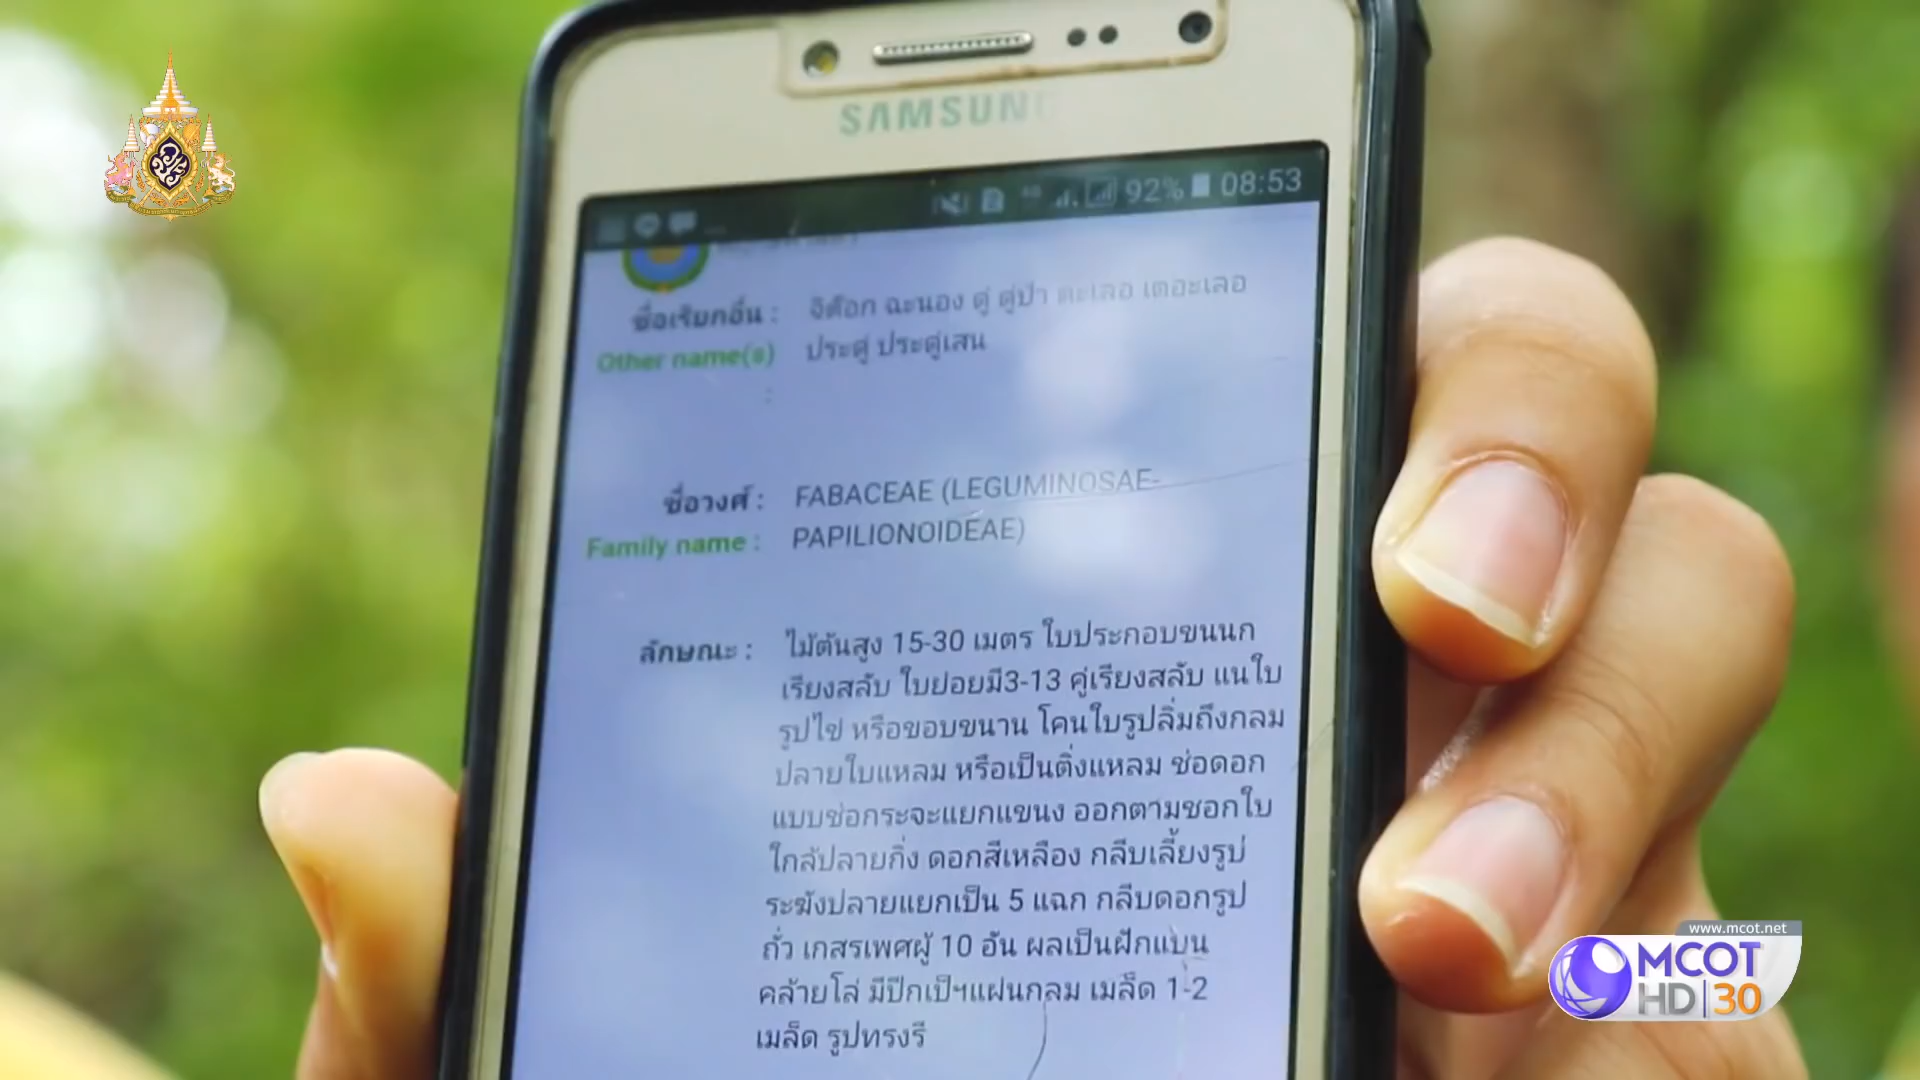 SAMSUNG
92% 08:53
ชื่อเรียกอื่น : จิต๊อก ฉะนอง ดู่ ดู่ป่า ตะเลอ เตอะเลอ
Other name(s) ประดู่ ประดู่เสน
:
ชื่อวงศ์ : FABACEAE (LEGUMINOSAE-
Family name : PAPILIONOIDEAE)
ลักษณะ : ไม้ต้นสูง 15-30 เมตร ใบประกอบขนนก
เรียงสลับ ใบย่อยมี3-13 คู่เรียงสลับ แนใบ
รูปไข่ หรือขอบขนาน โคนใบรูปลิ่มถึงกลม
ปลายใบแหลม หรือเป็นติ่งแหลม ช่อดอก
แบบช่อกระจะแยกแขนง ออกตามซอกใบ
ใกล้ปลายกิ่ง ดอกสีเหลือง กลีบเลี้ยงรูป
ระฆังปลายแยกเป็น 5 แฉก กลีบดอกรูป
ถั่ว เกสรเพศผู้ 10 อัน ผลเป็นฝักแบน
คล้ายโล่ มีปีกเป็ฯแผ่นกลม เมล็ด 1-2
เมล็ด รูปทรงรี
www.mcot.net
MCOT
HD 30